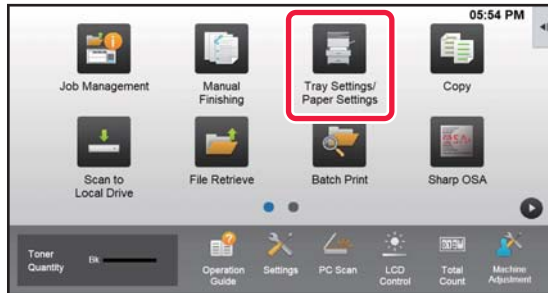 05:54 PM
Job Management
Manual
Finishing
Tray Settings/
Paper Settings
Copy
Scan to
Local Drive
File Retrieve
Batch Print
Sharp OSA
Toner
Quantity
Bk
Operation
Guide
Settings
PC Scan
LCD
Control
Total
Count
Machine
Adjustment